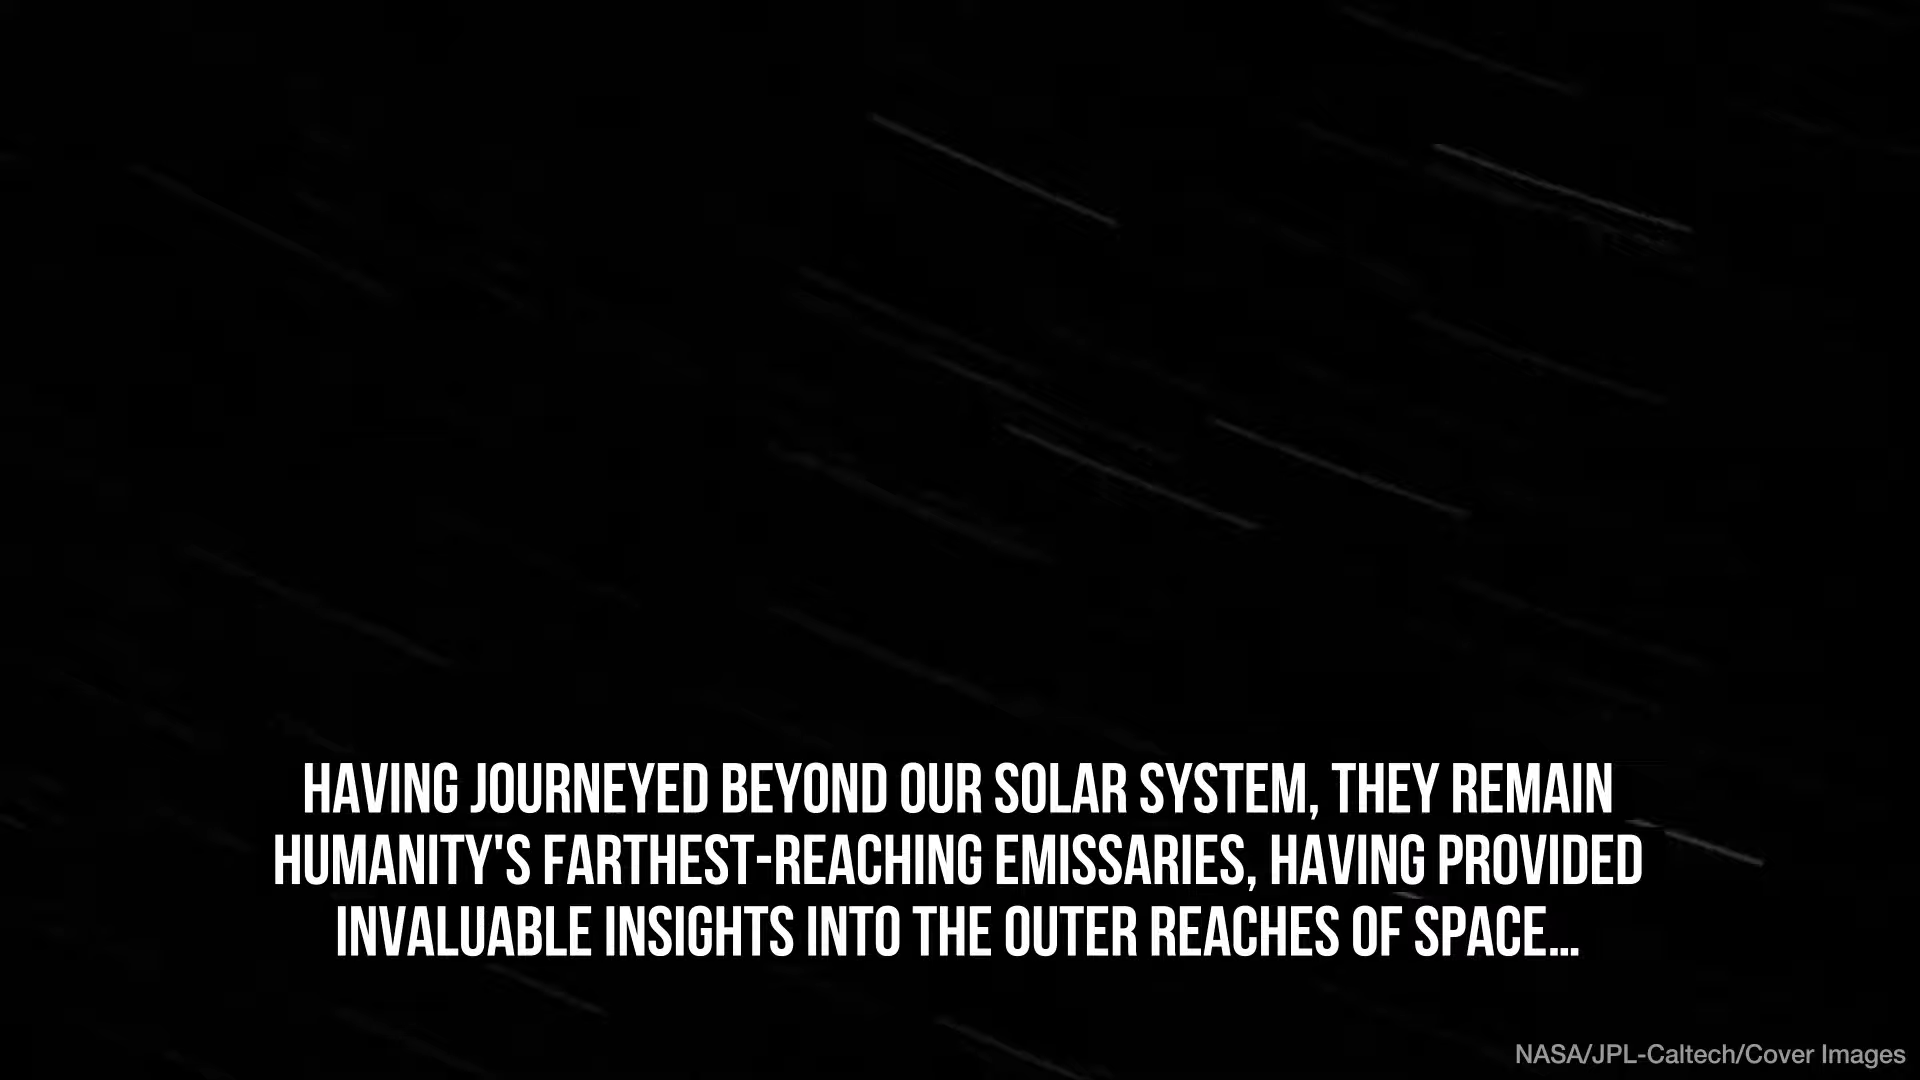 HAVING JOURNEYED BEYOND OUR SOLAR SYSTEM, THEY REMAIN
HUMANITY'S FARTHEST-REACHING EMISSARIES, HAVING PROVIDED
INVALUABLE INSIGHTS INTO THE OUTER REACHES OF SPACE...
NASA/JPL-Caltech/Cover Images